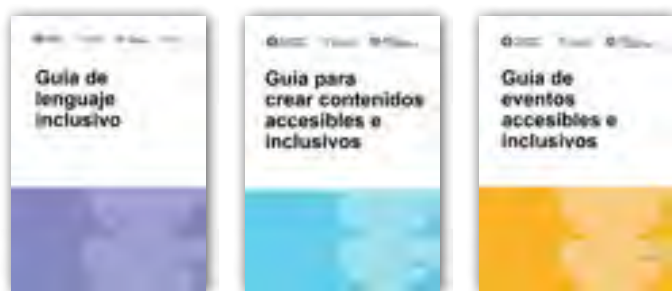 Guía de
lenguaje
inclusivo
Guía para
crear contenidos
accesibles e
inclusivos
Guía de
eventos
accesibles e
inclusivos